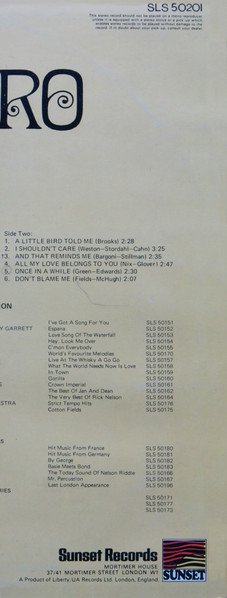 SLS 50201
This stereo record should not be played on a mono reproducer
unless it is equipped with a stereo stylus or a pick up which
enables stereo records to be played without damage to the
record. If in doubt about your pick up, consult your dealer.
RO
Side Two:
1. A LITTLE BIRD TOLD ME (Brooks) 2:28
2. I SHOULDN'T CARE (Weston–Stordahl–Cahn) 3:25
13. AND THAT REMINDS ME (Bargoni–Stillman) 2:35
4. ALL MY LOVE BELONGS TO YOU (Nix–Glover) 2:47
5. ONCE IN A WHILE (Green–Edwards) 2:30
6. DON'T BLAME ME (Fields–McHugh) 2:07
ION
I've Got A Song For You SLS 50151
Y GARRETT Espana SLS 50152
Love Song Of The Waterfall SLS 50153
Hey, Look Me Over SLS 50154
C'mon Everybody SLS 50155
World's Favourite Melodies SLS 50170
Live At The Whisky A Go Go SLS 50157
What The World Needs Now Is Love SLS 50158
In Town SLS 50159
Gorilla SLS 50160
S Crown Imperial SLS 50161
The Best Of Jan And Dean SLS 50162
The Very Best Of Rick Nelson SLS 50164
ESTRA Strict Tempo Hits SLS 50176
Cotton Fields SLS 50175
LS
Hit Music From France SLS 50180
Hit Music From Germany SLS 50181
By George SLS 50182
Basie Meets Bond SLS 50183
The Today Sound Of Nelson Riddle SLS 50166
Mr. Percussion SLS 50167
Last London Appearance SLS 50196
RIES
SLS 50171
SLS 50177
SLS 50173
Sunset Records
MORTIMER HOUSE
37/41 MORTIMER STREET LONDON W1
A Product of Liberty/UA Records Ltd. London, England.
SUNSET